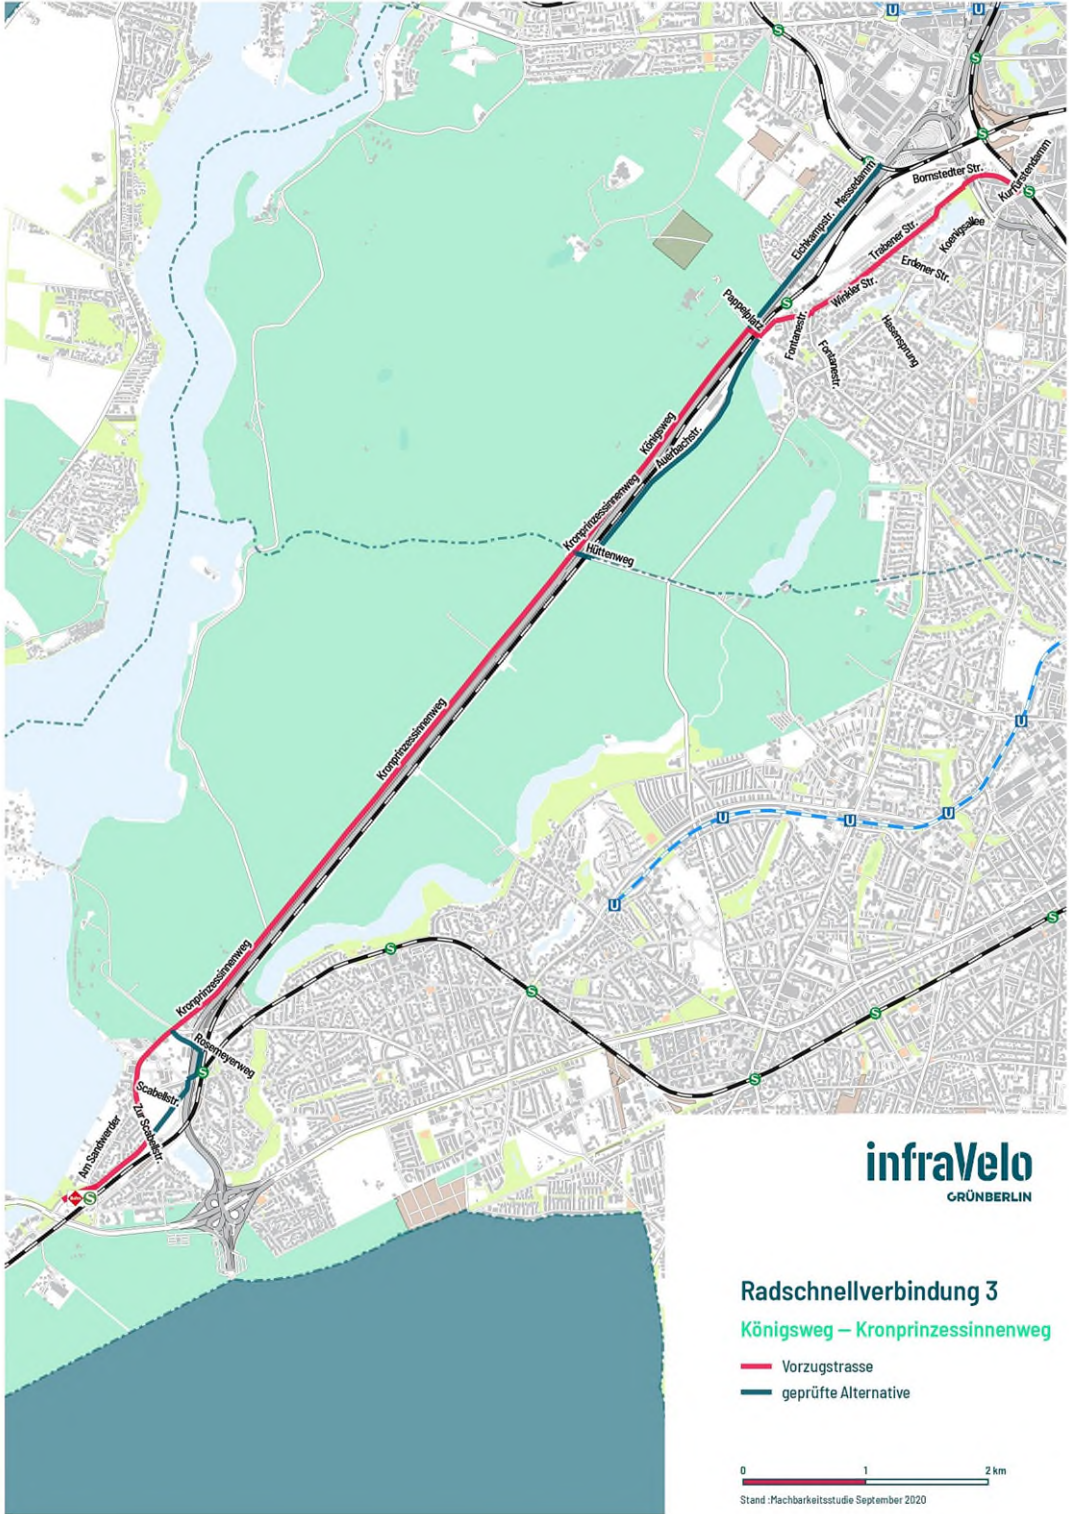 U
U
S
S
S
S
Messedamm
Bornstedter Str.
Kurfürstendamm
S
Eichkampstr.
Trabener Str.
Koenigsallee
Erdener Str.
Winkler Str.
Pappelplatz
S
Fontanestr.
Fontanestr.
Hasensprung
Königsweg
Auerbachstr.
Kronprinzessinnenweg
Hüttenweg
Kronprinzessinnenweg
U
U
U
U
U
Kronprinzessinnenweg
S
S
S
S
S
Rosemeyerweg
S
Scabellstr.
Zur Scabellstr.
Am Sandwerder
S
infraVelo
GRÜNBERLIN
Radschnellverbindung 3
Königsweg – Kronprinzessinnenweg
Vorzugstrasse
geprüfte Alternative
0 1 2 km
Stand :Machbarkeitsstudie September 2020